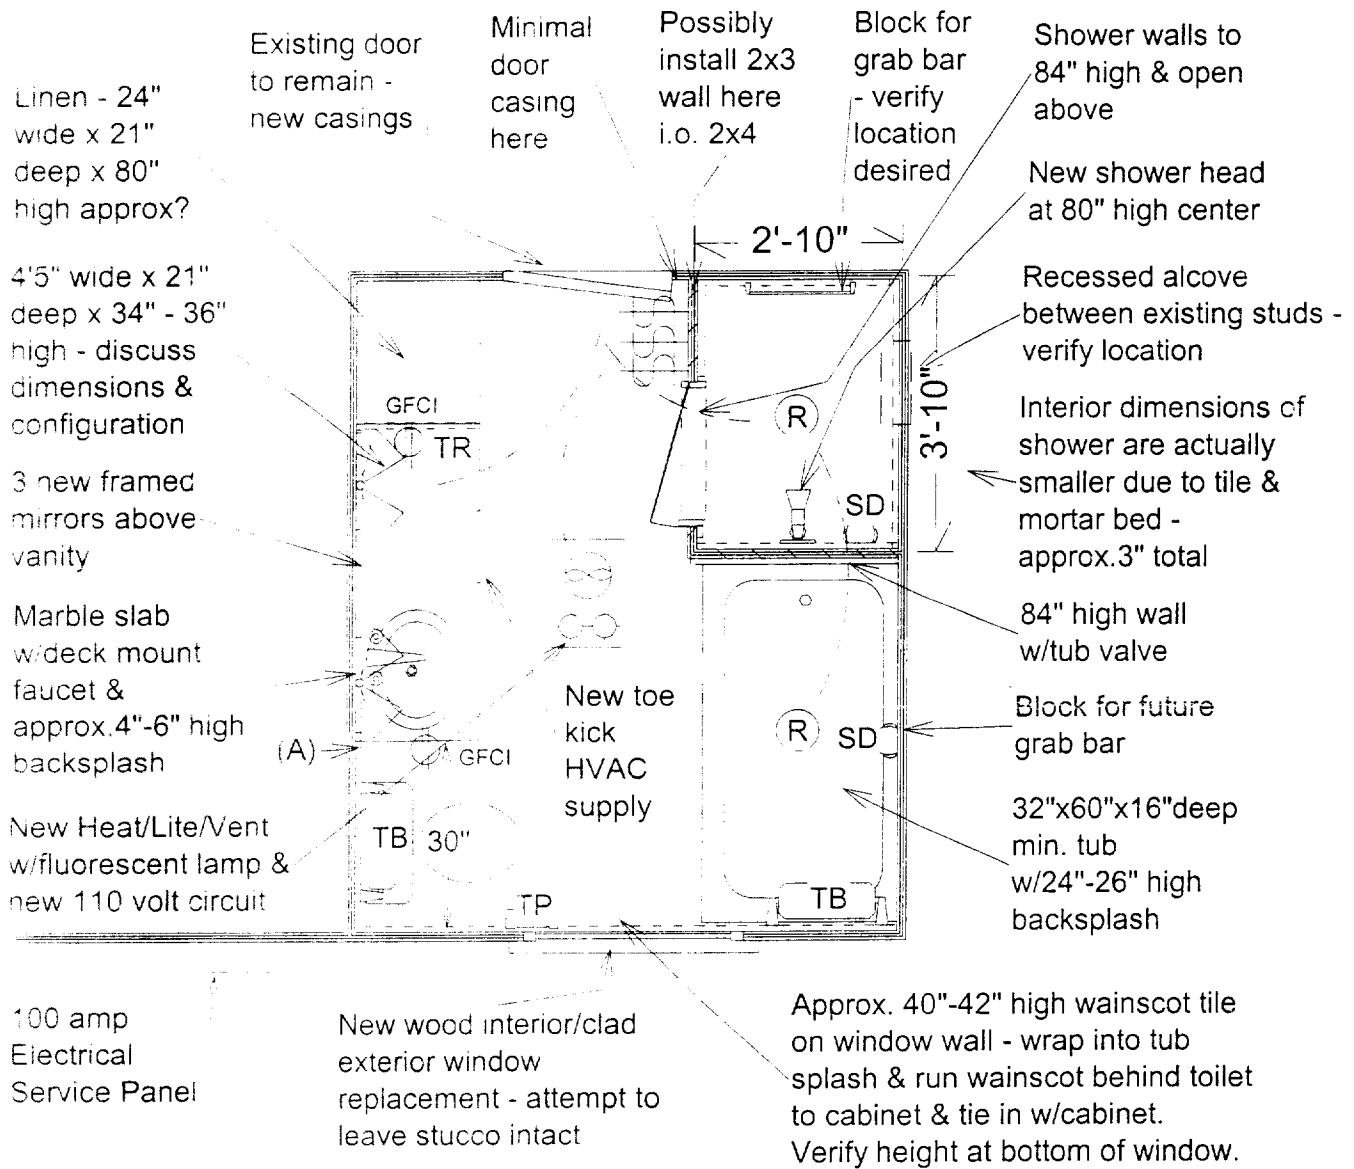 Existing door
to remain -
new casings
Minimal
door
casing
here
Possibly
install 2x3
wall here
i.o. 2x4
Block for
grab bar
- verify
location
desired
Shower walls to
84" high & open
above
Linen - 24"
wide x 21"
deep x 80"
high approx?
New shower head
at 80" high center
2'-10"
4'5" wide x 21"
deep x 34" - 36"
high - discuss
dimensions &
configuration
Recessed alcove
between existing studs -
verify location
3'-10"
GFCI
TR
R
SD
Interior dimensions of
shower are actually
smaller due to tile &
mortar bed -
approx.3" total
3 new framed
mirrors above
vanity
84" high wall
w/tub valve
Marble slab
w/deck mount
faucet &
approx.4"-6" high
backsplash
(A)
GFCI
New toe
kick
HVAC
supply
R
SD
Block for future
grab bar
New Heat/Lite/Vent
w/fluorescent lamp &
new 110 volt circuit
TB
30"
TP
TB
32"x60"x16"deep
min. tub
w/24"-26" high
backsplash
100 amp
Electrical
Service Panel
New wood interior/clad
exterior window
replacement - attempt to
leave stucco intact
Approx. 40"-42" high wainscot tile
on window wall - wrap into tub
splash & run wainscot behind toilet
to cabinet & tie in w/cabinet.
Verify height at bottom of window.